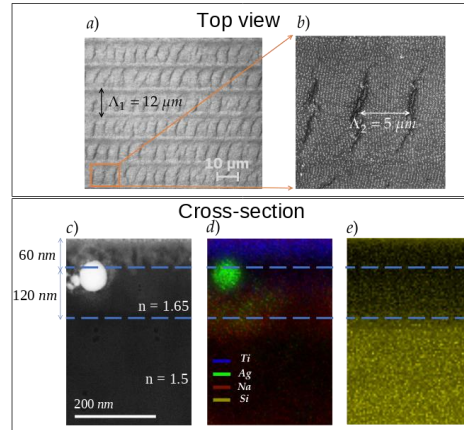 Top view
a)
b)
Λ₁ = 12 μm
Λ₂ = 5 μm
10 μm
Cross-section
c)
d)
e)
60 nm
120 nm
n = 1.65
n = 1.5
200 nm
Ti
Ag
Na
Si